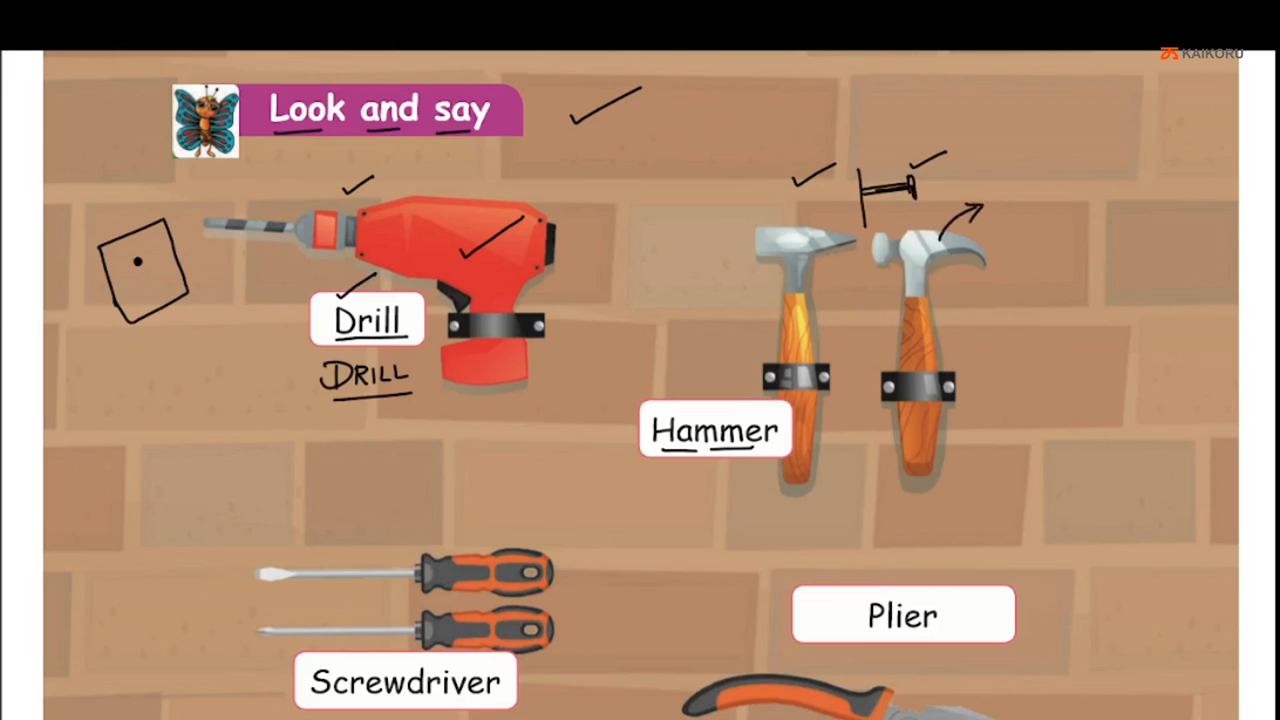 KAIKORU
Look and say
Drill
DRILL
Hammer
Plier
Screwdriver